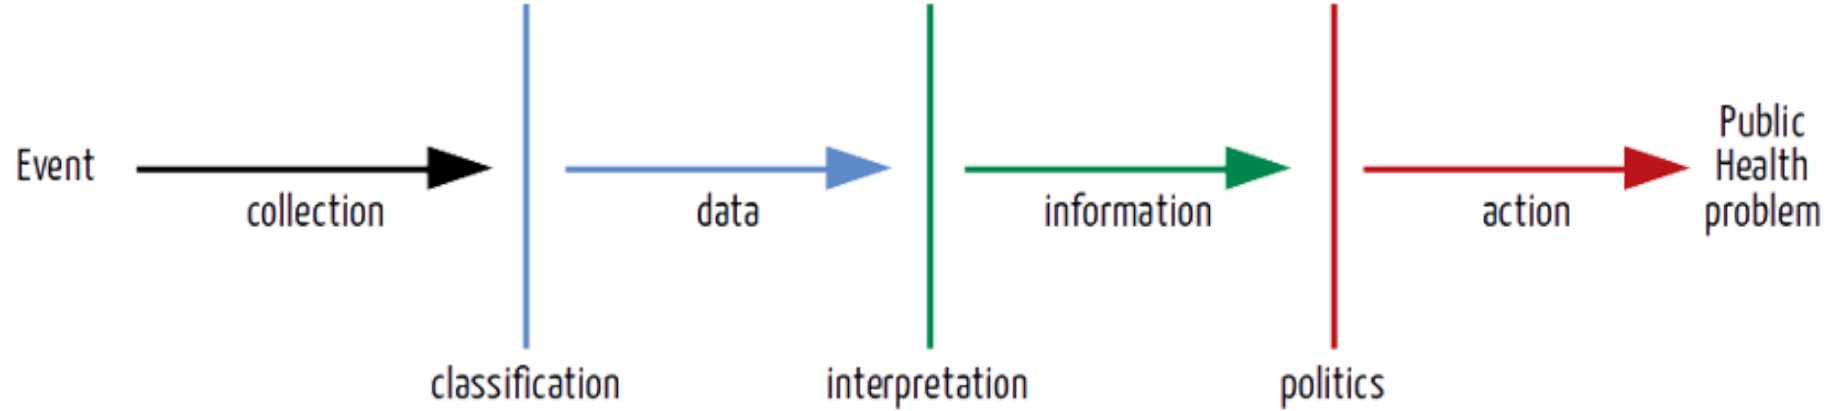 Event
collection
data
information
action
Public
Health
problem
classification
interpretation
politics